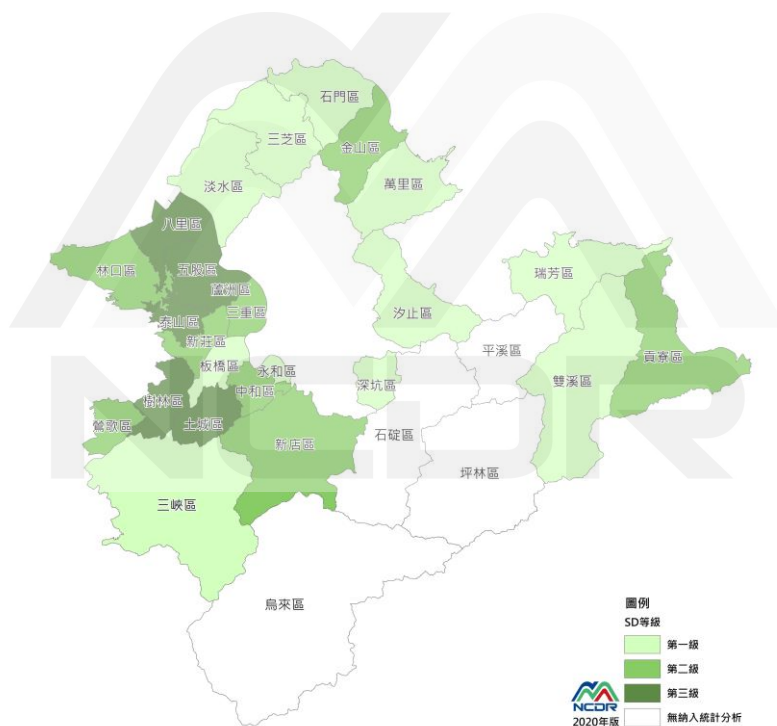 石門區
三芝區
金山區
萬里區
淡水區
八里區
林口區
五股區
瑞芳區
蘆洲區
汐止區
三重區
泰山區
新莊區
平溪區
貢寮區
板橋區
永和區
深坑區
雙溪區
中和區
樹林區
鶯歌區
土城區
新店區
石碇區
坪林區
三峽區
烏來區
NCDR
圖例
SD等級
第一級
第二級
第三級
無納入統計分析
NCDR
2020年版